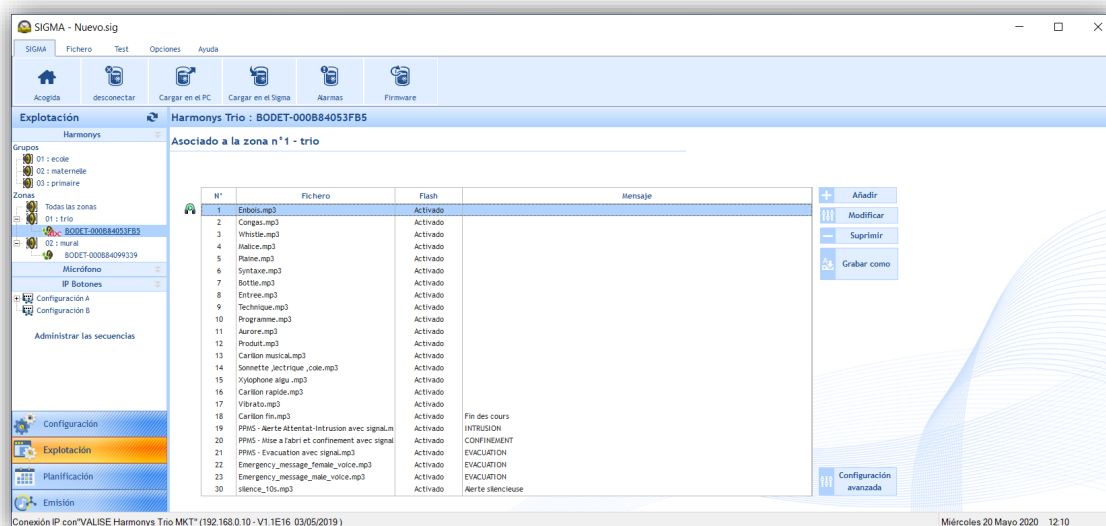 SIGMA - Nuevo.sig
SIGMA Fichero Test Opciones Ayuda
Acogida desconectar Cargar en el PC Cargar en el Sigma Alarmas Firmware
Explotación
Harmonys Trio : BODET-000B84053FB5
Harmonys
Asociado a la zona n°1 - trio
Grupos
01 : ecole
02 : maternelle
03 : primaire
Zonas
Todas las zonas
01 : trio
abc BODET-000B84053FB5
02 : mural
BODET-000B84099339
Micrófono
IP Botones
Configuración A
Configuración B
Administrar las secuencias
Configuración
Explotación
Planificación
Emisión
N° Fichero Flash Mensaje
1 Enbois.mp3 Activado
2 Congas.mp3 Activado
3 Whistle.mp3 Activado
4 Malice.mp3 Activado
5 Plaine.mp3 Activado
6 Syntaxe.mp3 Activado
7 Bottle.mp3 Activado
8 Entree.mp3 Activado
9 Technique.mp3 Activado
10 Programme.mp3 Activado
11 Aurore.mp3 Activado
12 Produit.mp3 Activado
13 Carillon musical.mp3 Activado
14 Sonnette ,lectrique ,cole.mp3 Activado
15 Xylophone aigu .mp3 Activado
16 Carillon rapide.mp3 Activado
17 Vibrato.mp3 Activado
18 Carillon fin.mp3 Activado Fin des cours
19 PPMS - Alerte Attentat-Intrusion avec signal.m Activado INTRUSION
20 PPMS - Mise a l'abri et confinement avec signal Activado CONFINEMENT
21 PPMS - Evacuation avec signal.mp3 Activado EVACUATION
22 Emergency_message_female_voice.mp3 Activado EVACUATION
23 Emergency_message_male_voice.mp3 Activado EVACUATION
30 silence_10s.mp3 Activado Alerte silencieuse
Añadir
Modificar
Suprimir
Grabar como
Configuración
avanzada
Conexión IP con"VALISE Harmonys Trio MKT" (192.168.0.10 - V1.1E16 03/05/2019 )
Miércoles 20 Mayo 2020 12:10